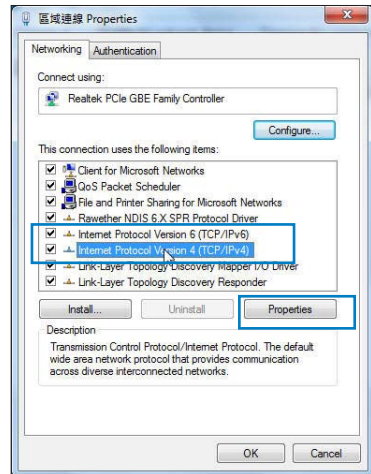 區域連線 Properties
Networking
Authentication
Connect using:
Realtek PCIe GBE Family Controller
Configure...
This connection uses the following items:
Client for Microsoft Networks
QoS Packet Scheduler
File and Printer Sharing for Microsoft Networks
Rawether NDIS 6.X SPR Protocol Driver
Internet Protocol Version 6 (TCP/IPv6)
Internet Protocol Version 4 (TCP/IPv4)
Link-Layer Topology Discovery Mapper I/O Driver
Link-Layer Topology Discovery Responder
Install...
Uninstall
Properties
Description
Transmission Control Protocol/Internet Protocol. The default
wide area network protocol that provides communication
across diverse interconnected networks.
OK
Cancel